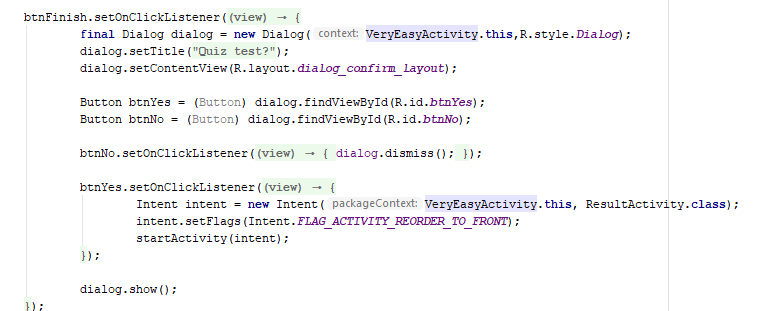 btnFinish.setOnClickListener((view) → {
final Dialog dialog = new Dialog( context: VeryEasyActivity.this,R.style.Dialog);
dialog.setTitle("Quiz test?");
dialog.setContentView(R.layout.dialog_confirm_layout);
Button btnYes = (Button) dialog.findViewById(R.id.btnYes);
Button btnNo = (Button) dialog.findViewById(R.id.btnNo);
btnNo.setOnClickListener((view) → { dialog.dismiss(); });
btnYes.setOnClickListener((view) → {
Intent intent = new Intent( packageContext: VeryEasyActivity.this, ResultActivity.class);
intent.setFlags(Intent.FLAG_ACTIVITY_REORDER_TO_FRONT);
startActivity(intent);
});
dialog.show();
});